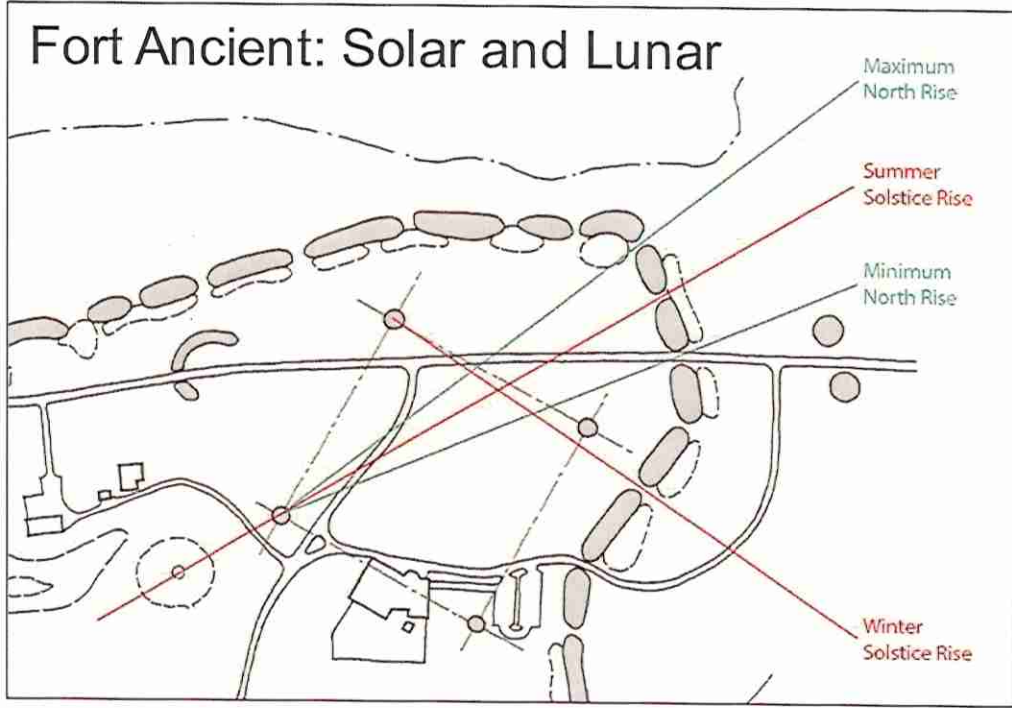 Fort Ancient: Solar and Lunar
Maximum
North Rise
Summer
Solstice Rise
Minimum
North Rise
Winter
Solstice Rise